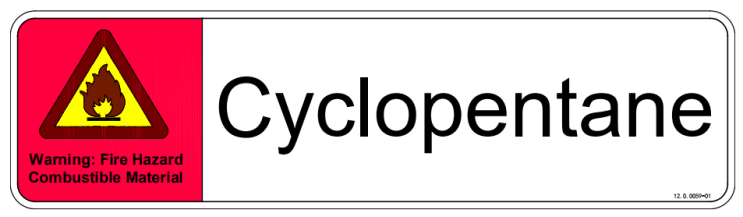 Warning: Fire Hazard
Combustible Material
Cyclopentane
12.0.0059-01